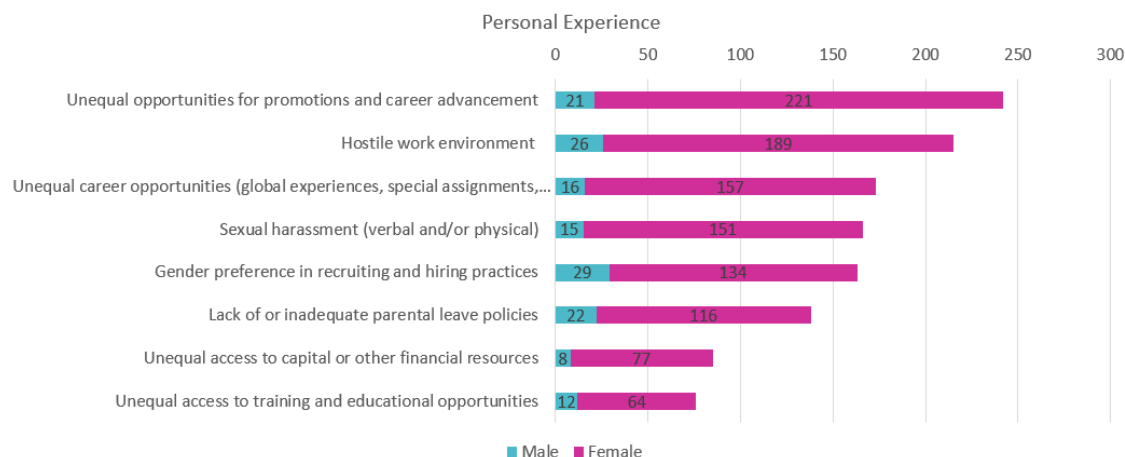 Personal Experience
0 50 100 150 200 250 300
Unequal opportunities for promotions and career advancement 21 221
Hostile work environment 26 189
Unequal career opportunities (global experiences, special assignments,... 16 157
Sexual harassment (verbal and/or physical) 15 151
Gender preference in recruiting and hiring practices 29 134
Lack of or inadequate parental leave policies 22 116
Unequal access to capital or other financial resources 8 77
Unequal access to training and educational opportunities 12 64
Male Female